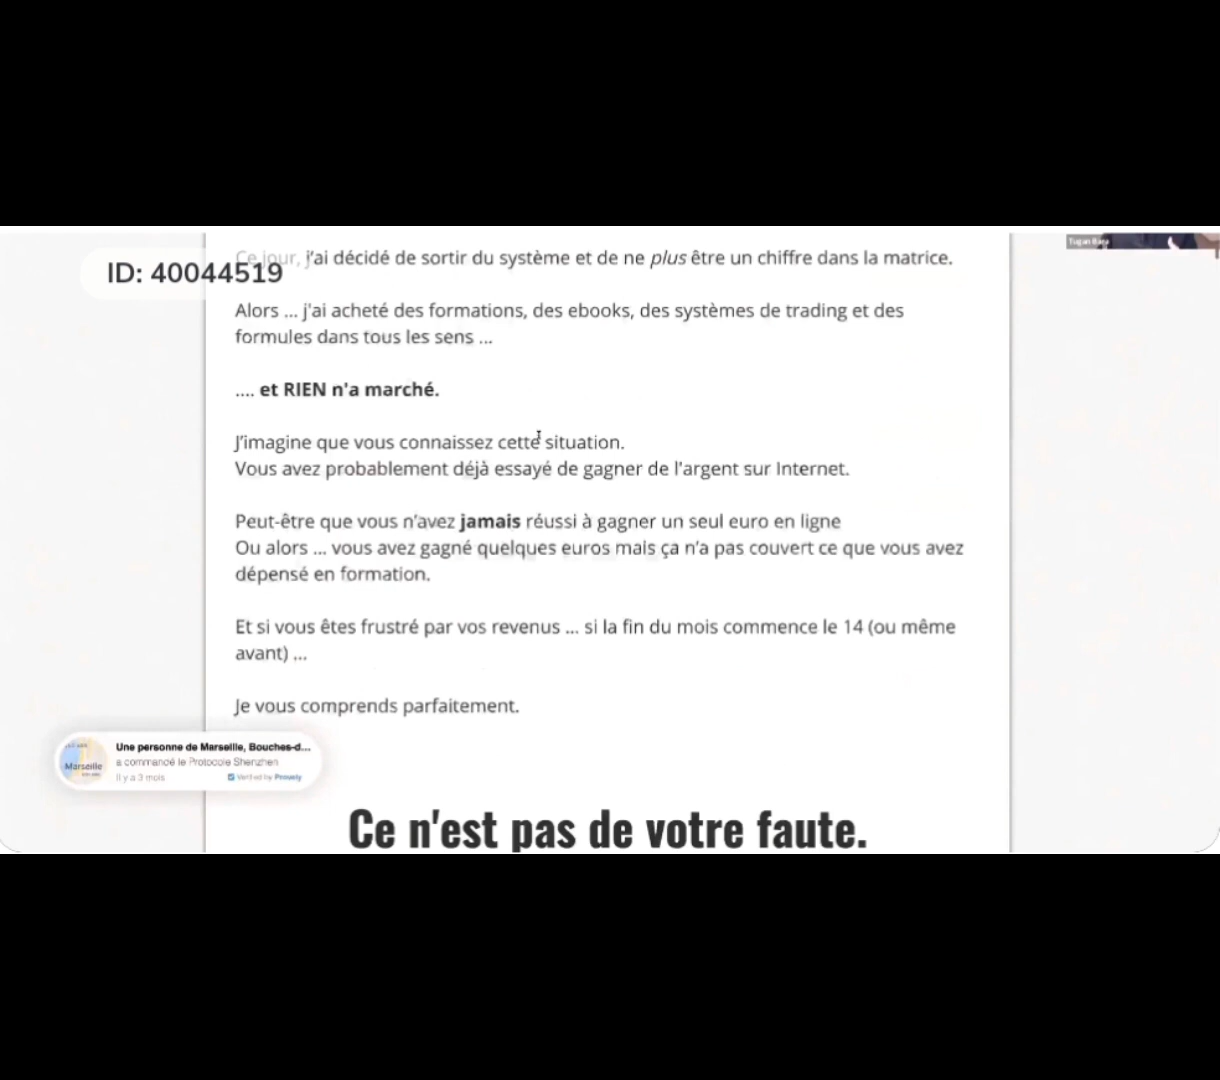 Ce jour, j'ai décidé de sortir du système et de ne plus être un chiffre dans la matrice.
ID: 40044519
Alors ... j'ai acheté des formations, des ebooks, des systèmes de trading et des
formules dans tous les sens ...
.... et RIEN n'a marché.
J'imagine que vous connaissez cette situation.
Vous avez probablement déjà essayé de gagner de l'argent sur Internet.
Peut-être que vous n'avez jamais réussi à gagner un seul euro en ligne
Ou alors ... vous avez gagné quelques euros mais ça n'a pas couvert ce que vous avez
dépensé en formation.
Et si vous êtes frustré par vos revenus ... si la fin du mois commence le 14 (ou même
avant) ...
Je vous comprends parfaitement.
Une personne de Marseille, Bouches-d...
a commandé le Protocole Shenzhen
Il y a 3 mois
Verified by Provely
Marseille
Ce n'est pas de votre faute.